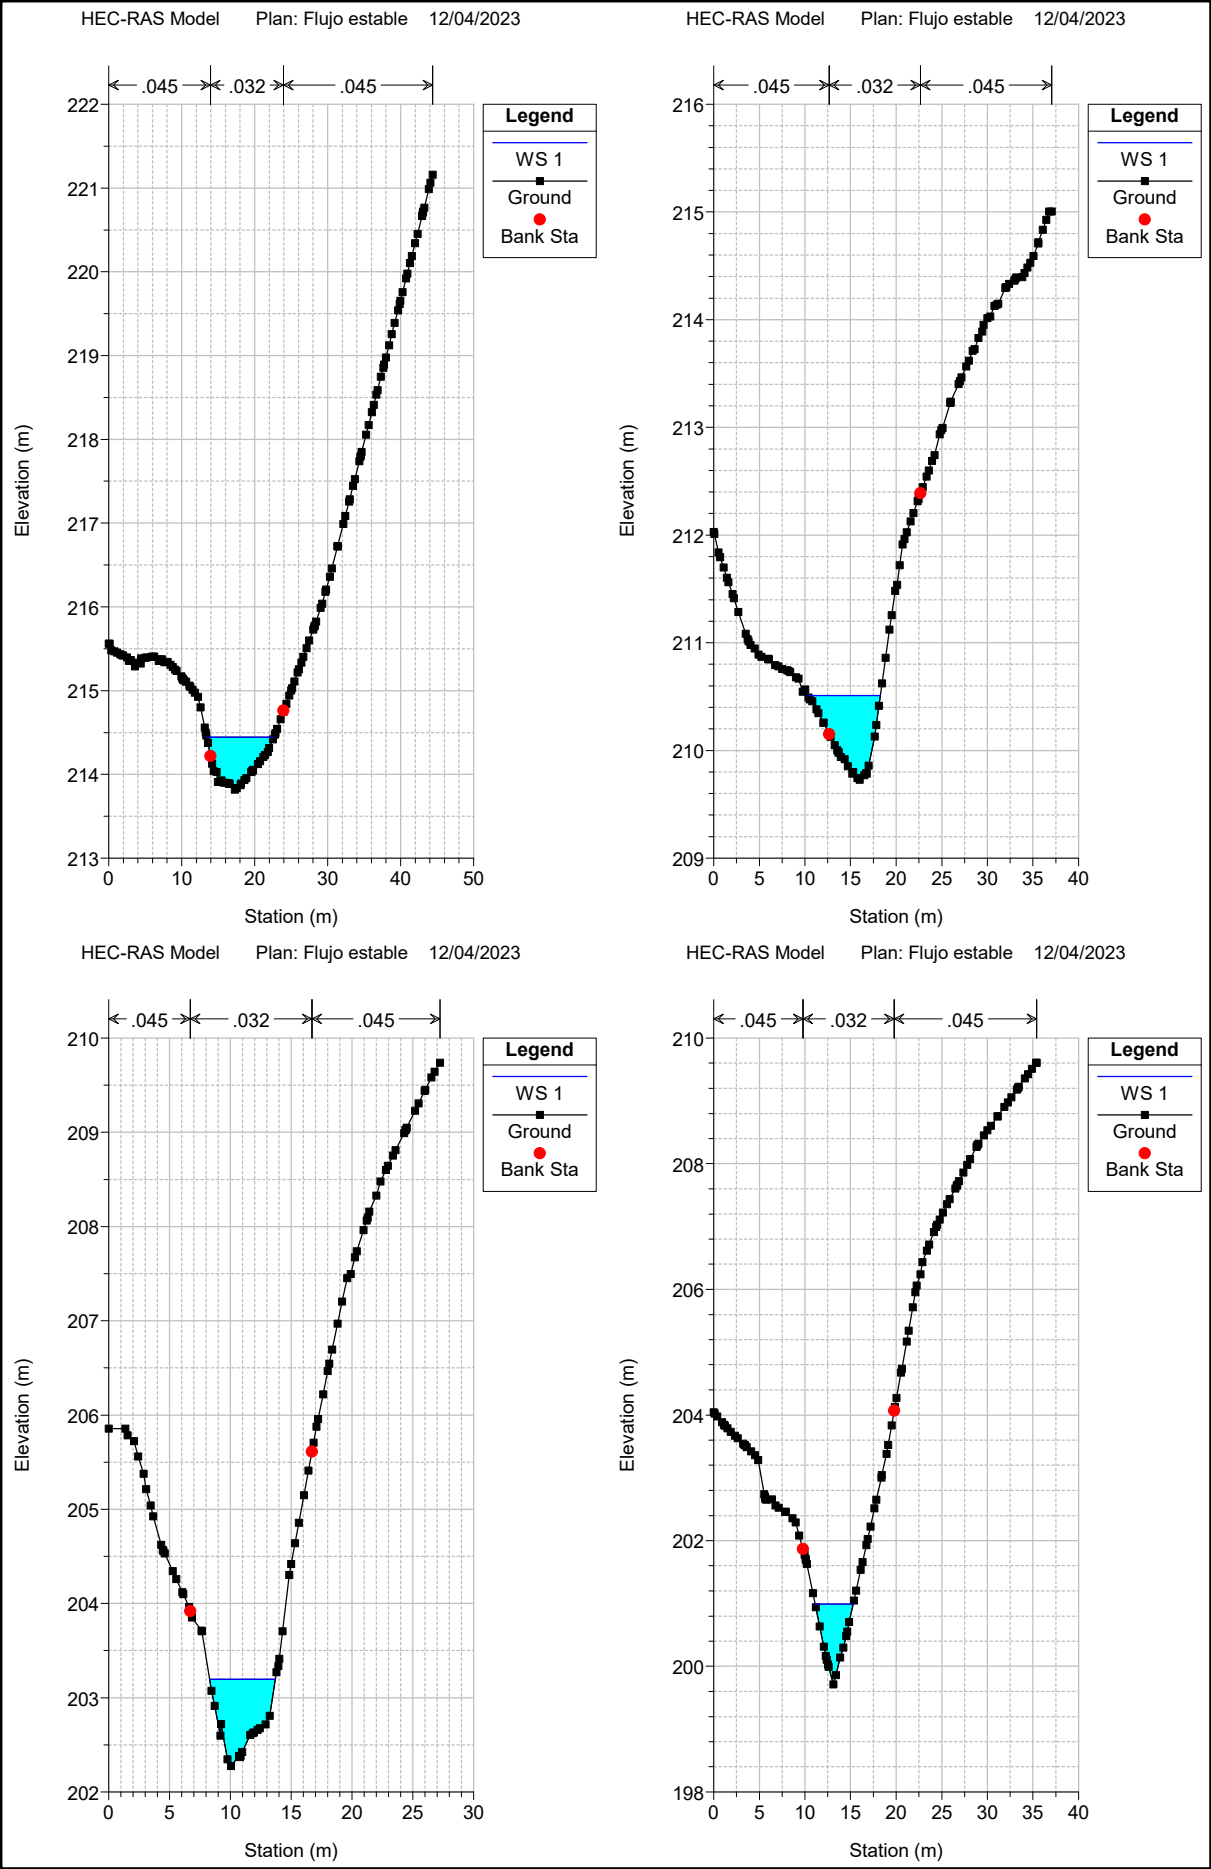 HEC-RAS Model Plan: Flujo estable 12/04/2023
.045 .032 .045
222
221
220
219
218
217
216
215
214
213
0 10 20 30 40 50
Elevation (m)
Station (m)
Legend
WS 1
Ground
Bank Sta
HEC-RAS Model Plan: Flujo estable 12/04/2023
.045 .032 .045
216
215
214
213
212
211
210
209
0 5 10 15 20 25 30 35 40
Elevation (m)
Station (m)
Legend
WS 1
Ground
Bank Sta
HEC-RAS Model Plan: Flujo estable 12/04/2023
.045 .032 .045
210
209
208
207
206
205
204
203
202
0 5 10 15 20 25 30
Elevation (m)
Station (m)
Legend
WS 1
Ground
Bank Sta
HEC-RAS Model Plan: Flujo estable 12/04/2023
.045 .032 .045
210
208
206
204
202
200
198
0 5 10 15 20 25 30 35 40
Elevation (m)
Station (m)
Legend
WS 1
Ground
Bank Sta